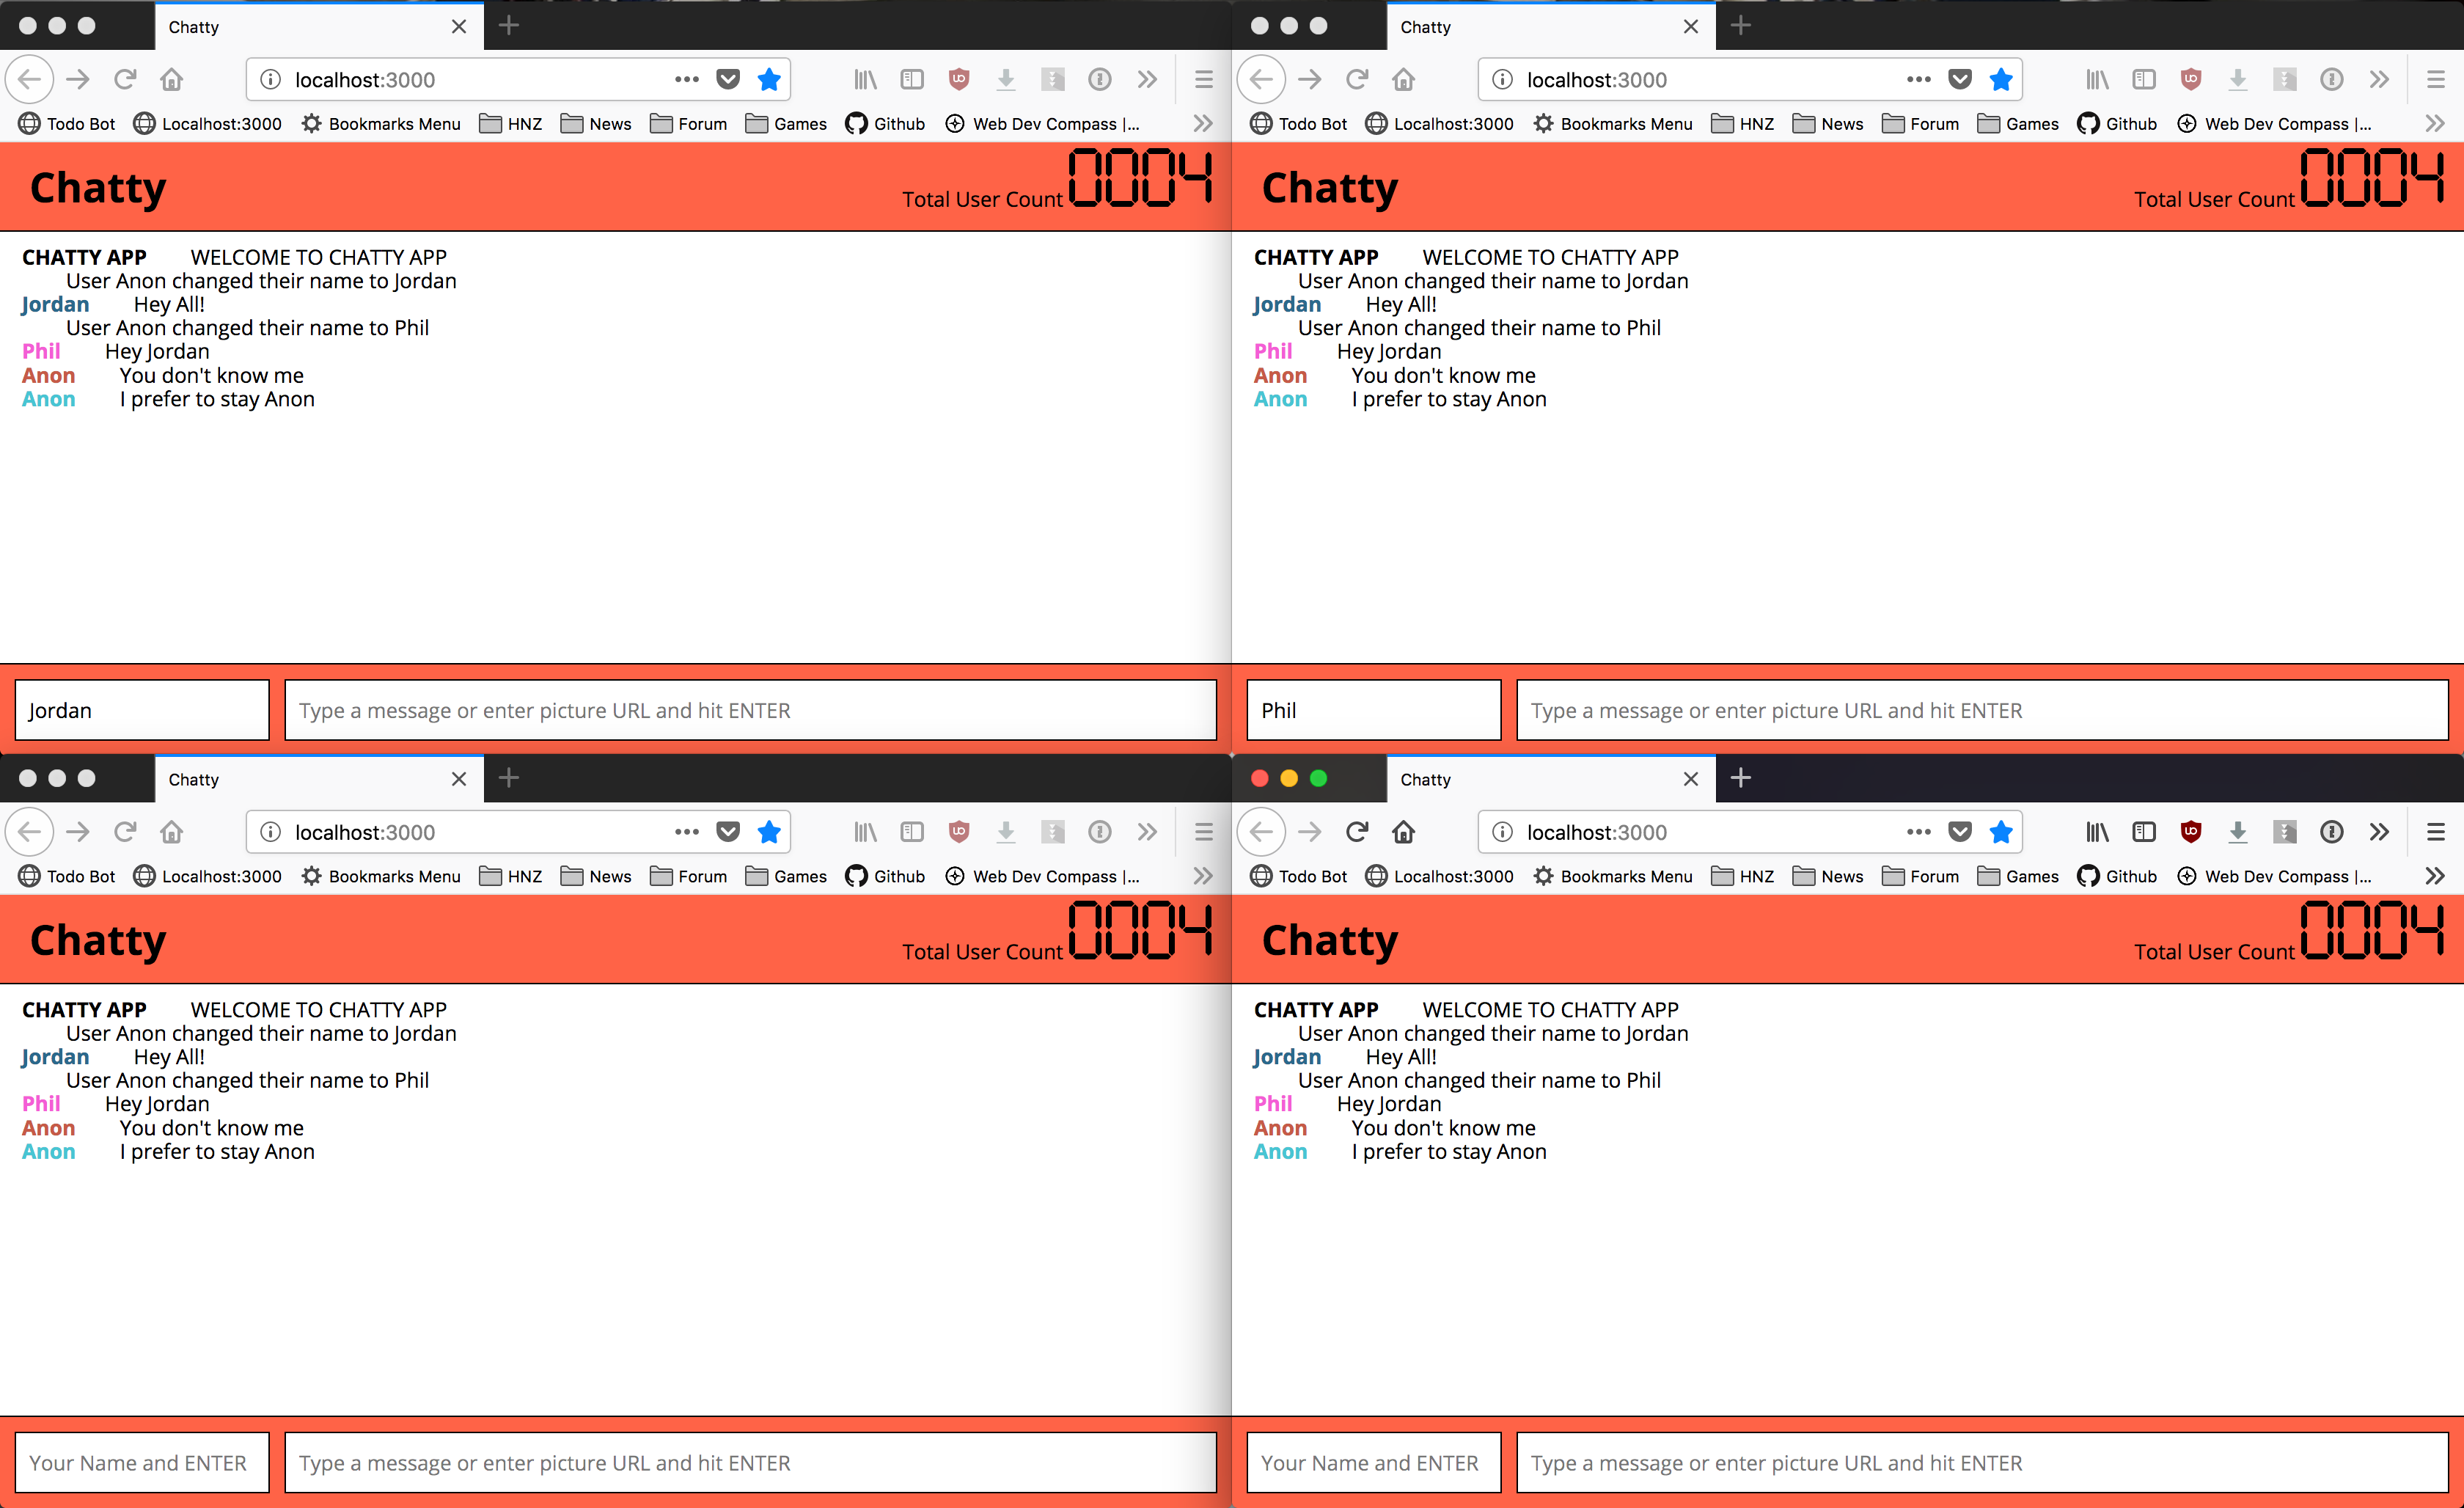 Chatty
localhost:3000
Todo Bot Localhost:3000 Bookmarks Menu HNZ News Forum Games Github Web Dev Compass |...
Chatty Total User Count 0004
CHATTY APP WELCOME TO CHATTY APP
User Anon changed their name to Jordan
Jordan Hey All!
User Anon changed their name to Phil
Phil Hey Jordan
Anon You don't know me
Anon I prefer to stay Anon
Jordan Type a message or enter picture URL and hit ENTER
Chatty
localhost:3000
Todo Bot Localhost:3000 Bookmarks Menu HNZ News Forum Games Github Web Dev Compass |...
Chatty Total User Count 0004
CHATTY APP WELCOME TO CHATTY APP
User Anon changed their name to Jordan
Jordan Hey All!
User Anon changed their name to Phil
Phil Hey Jordan
Anon You don't know me
Anon I prefer to stay Anon
Phil Type a message or enter picture URL and hit ENTER
Chatty
localhost:3000
Todo Bot Localhost:3000 Bookmarks Menu HNZ News Forum Games Github Web Dev Compass |...
Chatty Total User Count 0004
CHATTY APP WELCOME TO CHATTY APP
User Anon changed their name to Jordan
Jordan Hey All!
User Anon changed their name to Phil
Phil Hey Jordan
Anon You don't know me
Anon I prefer to stay Anon
Your Name and ENTER Type a message or enter picture URL and hit ENTER
Chatty
localhost:3000
Todo Bot Localhost:3000 Bookmarks Menu HNZ News Forum Games Github Web Dev Compass |...
Chatty Total User Count 0004
CHATTY APP WELCOME TO CHATTY APP
User Anon changed their name to Jordan
Jordan Hey All!
User Anon changed their name to Phil
Phil Hey Jordan
Anon You don't know me
Anon I prefer to stay Anon
Your Name and ENTER Type a message or enter picture URL and hit ENTER